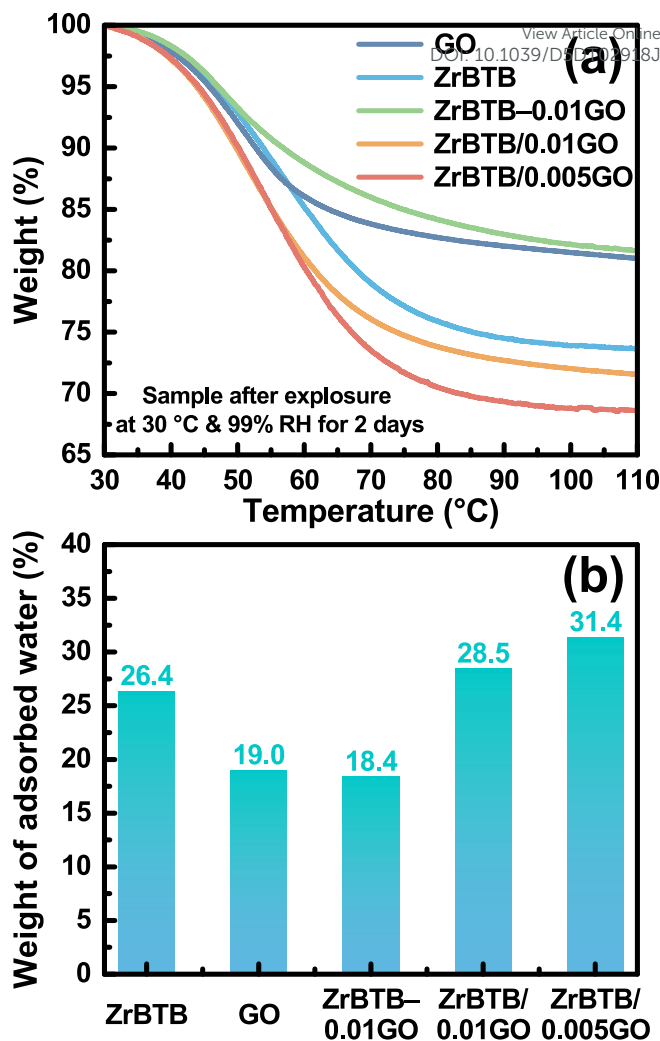 View Article Online
DOI: 10.1039/D5D
918J
(a)
GO
ZrBTB
ZrBTB–0.01GO
ZrBTB/0.01GO
ZrBTB/0.005GO
100
95
90
85
80
75
70
65
Weight (%)
Sample after explosure
at 30 °C & 99% RH for 2 days
30 40 50 60 70 80 90 100 110
Temperature (°C)
(b)
40
35
30
25
20
15
10
5
0
Weight of adsorbed water (%)
26.4
19.0
18.4
28.5
31.4
ZrBTB
GO
ZrBTB–
0.01GO
ZrBTB/
0.01GO
ZrBTB/
0.005GO